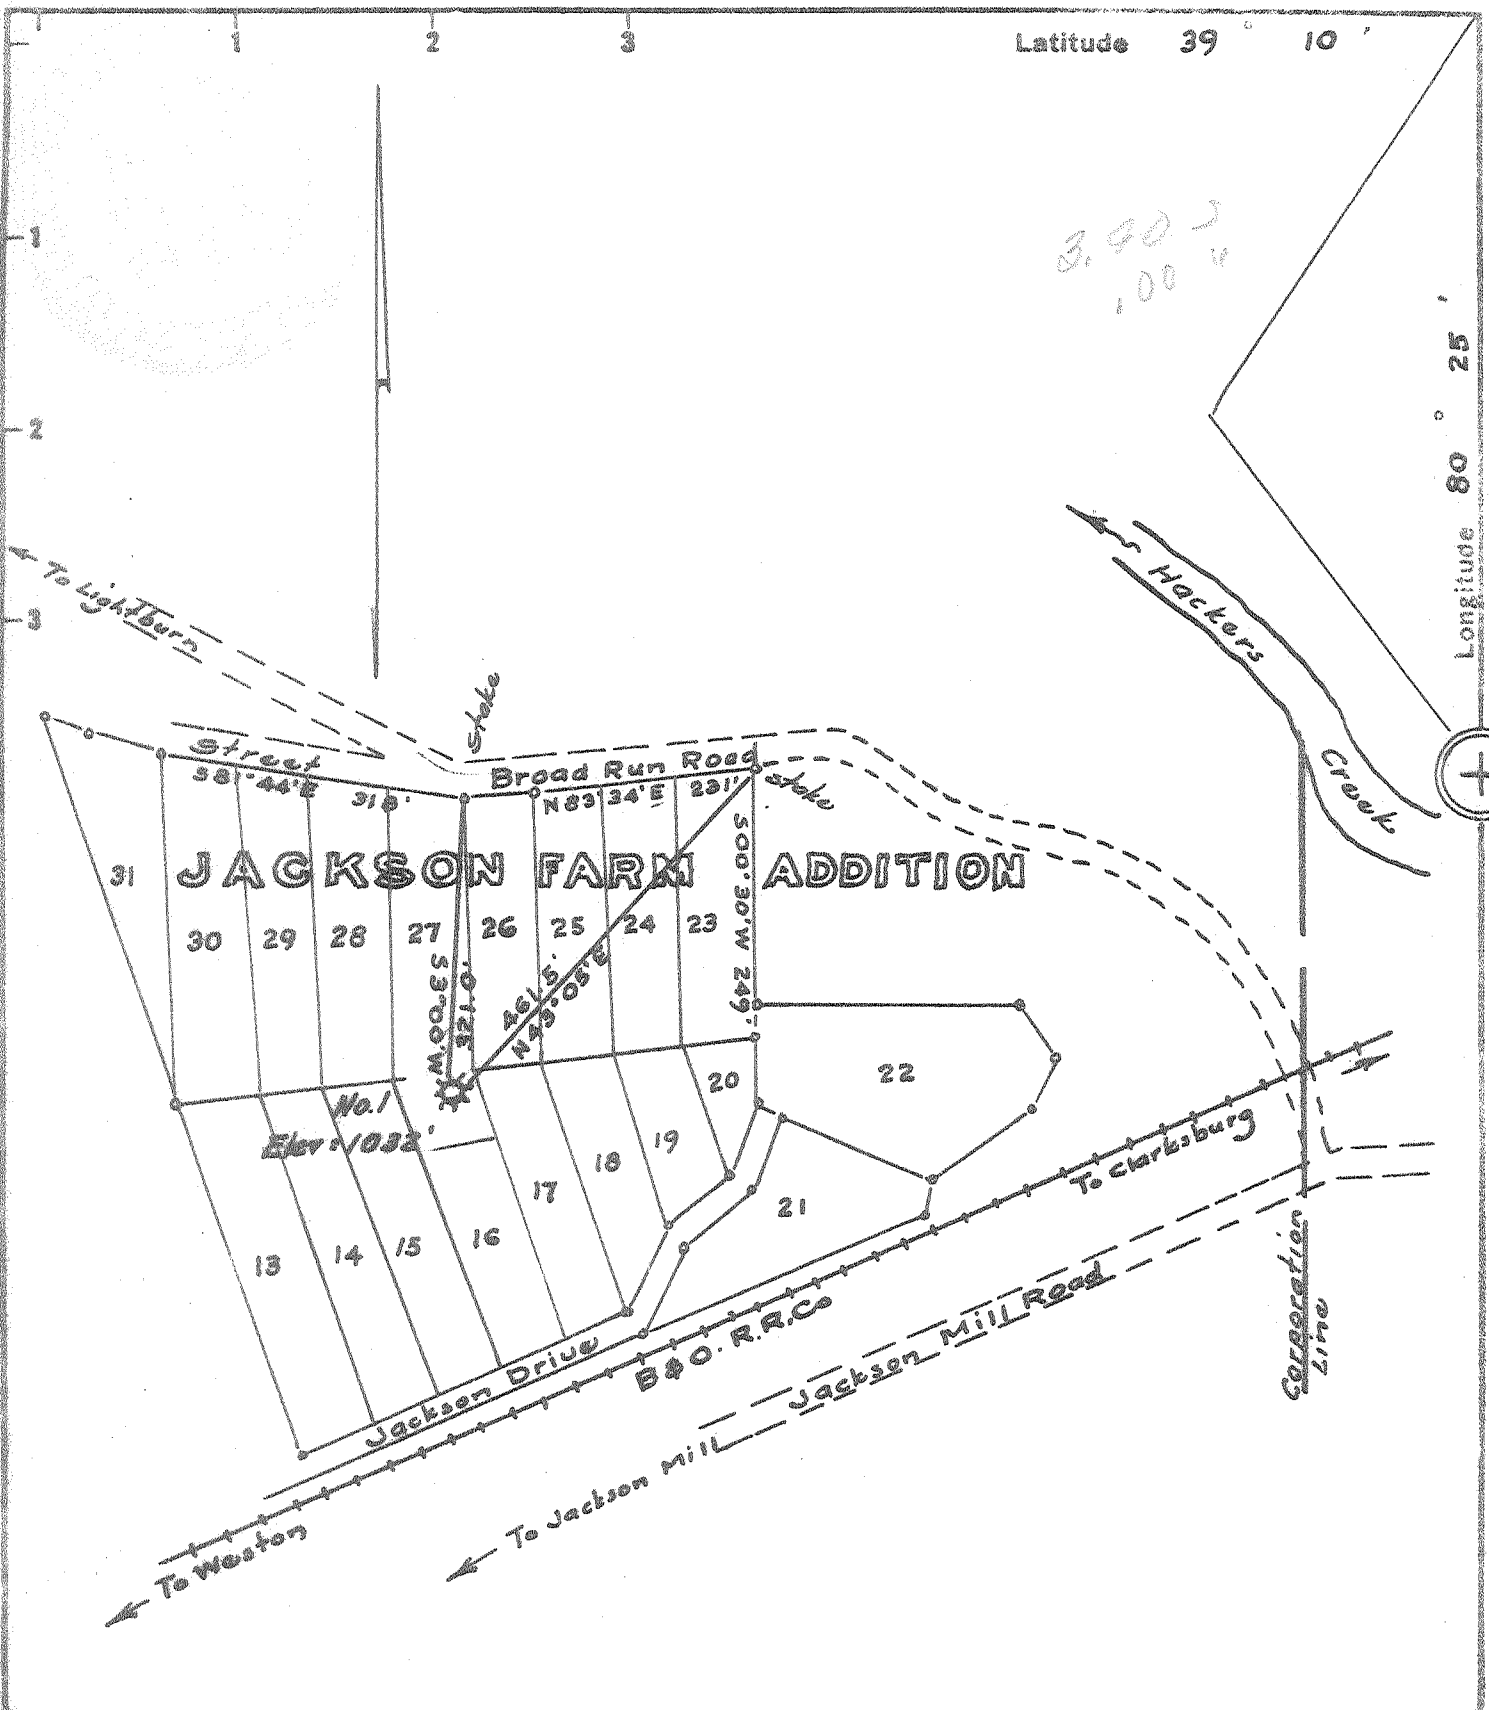 1 2 3 Latitude 39° 10'
1
2
3
Longitude 80° 25'
3.90
.00 "
To Lightburn
Stake
Hackers
Creek
Street
S81°44'E 318'
Broad Run Road
N83°34'E 231'
Stake
S00°30'W 249'
JACKSON FARM ADDITION
31
30 29 28 27 26 25 24 23
S3°00'W
321.0'
461.5'
N43°05'E
No. 1
Elev: 1032'
20
22
19
18
17
16
15
14
13
21
To Clarksburg
Jackson Drive
B&O. R.R. Co
Jackson Mill Road
Corporation
Line
To Weston
To Jackson Mill